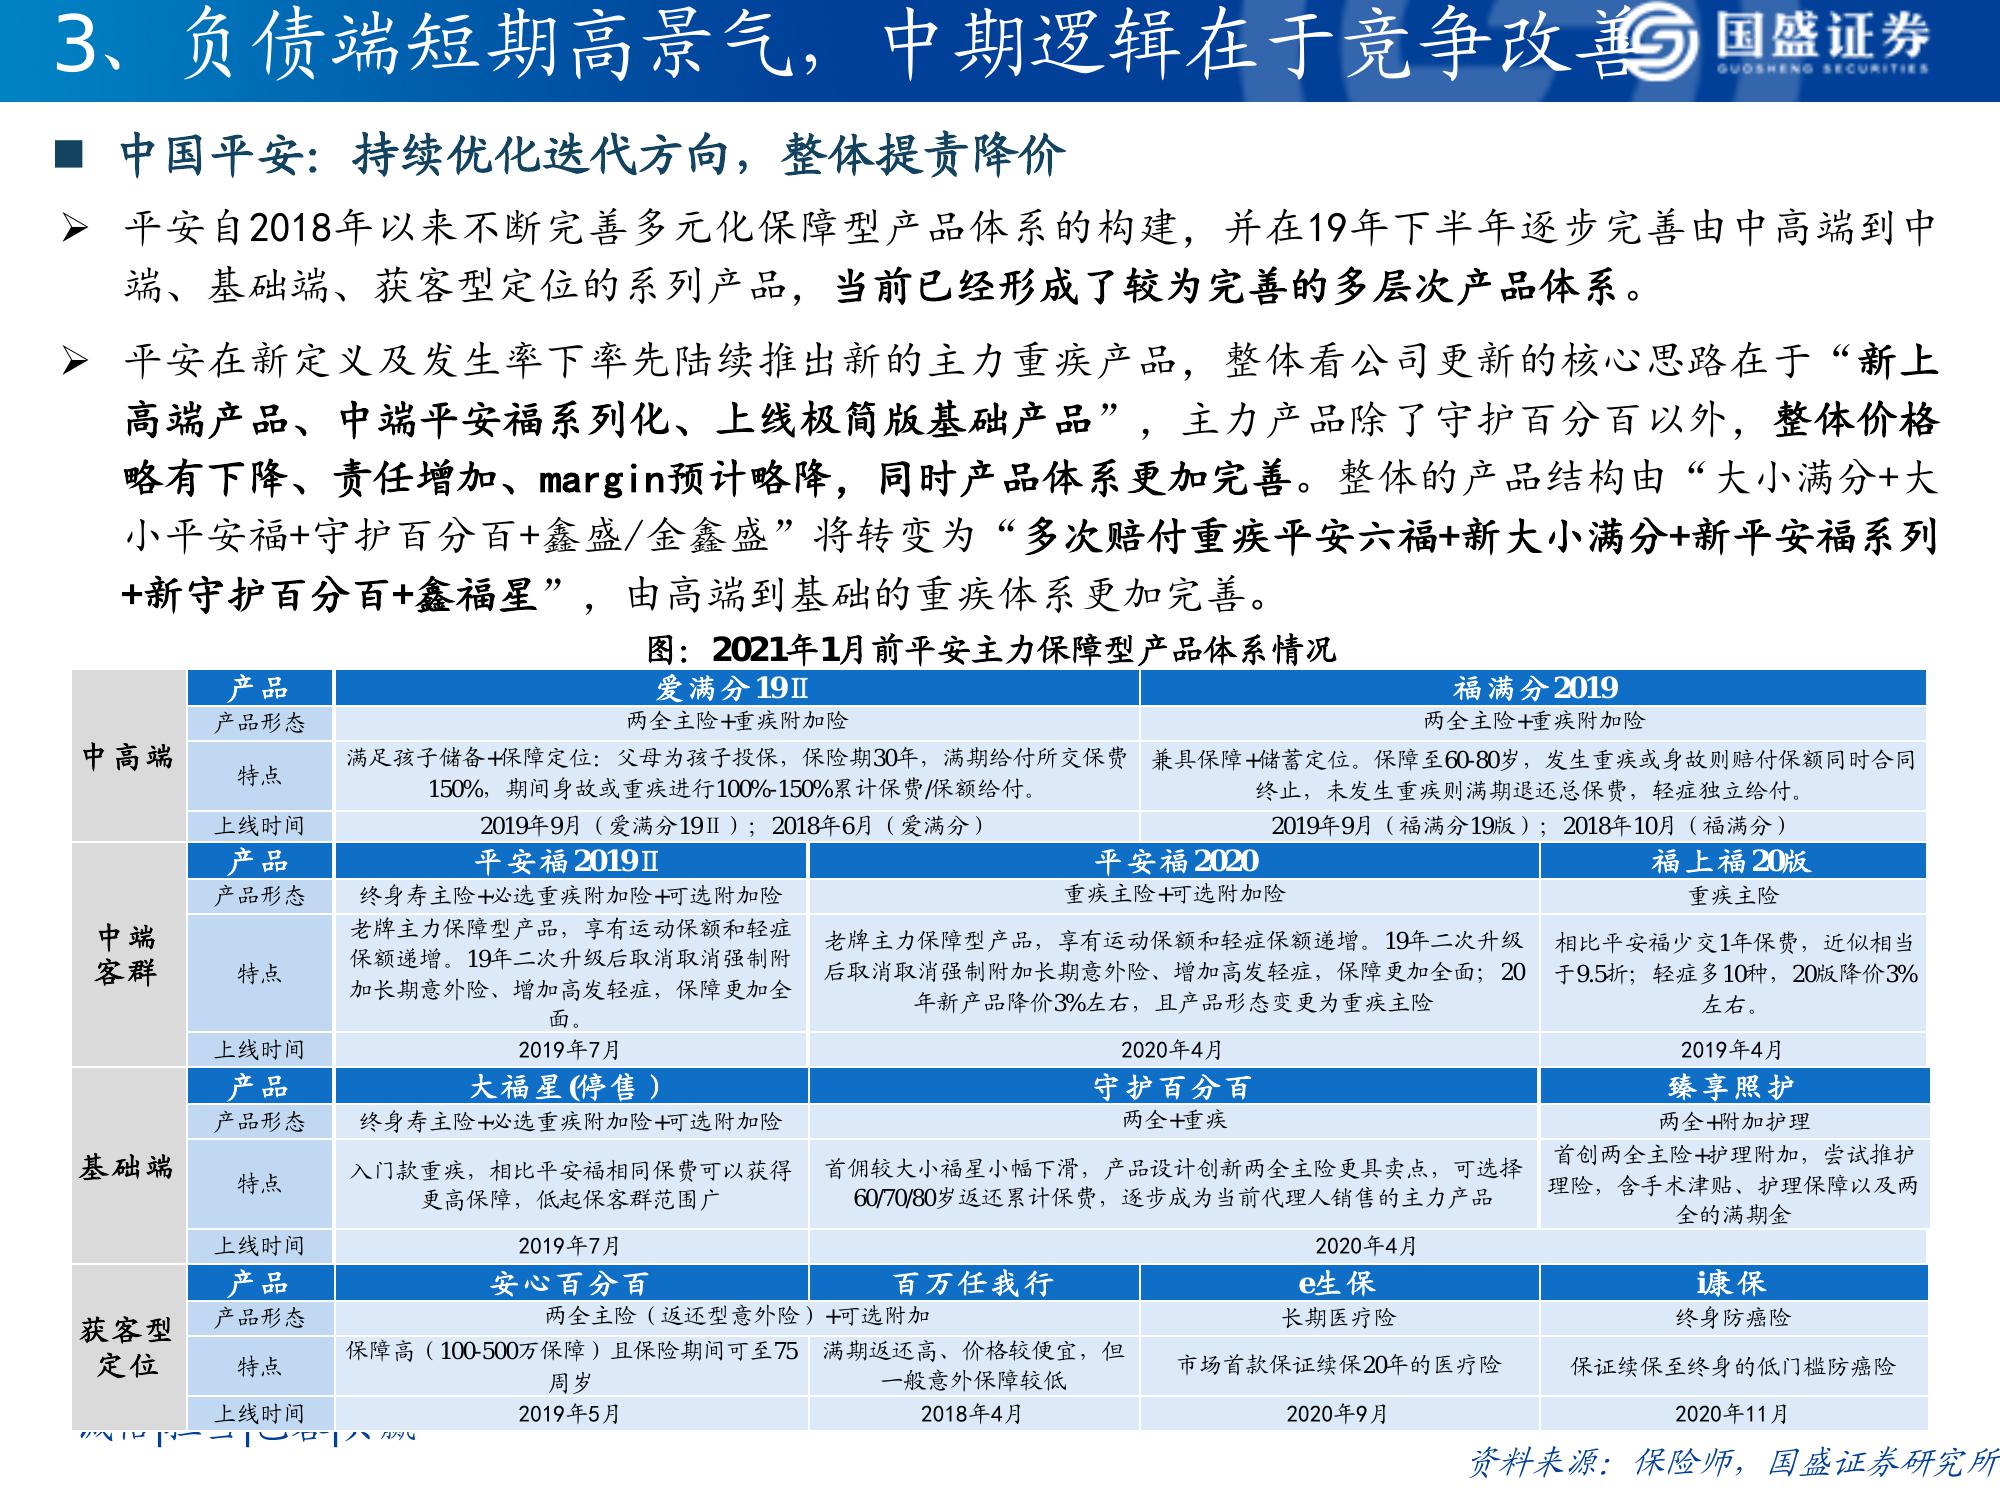 3、负债端短期高景气，中期逻辑在于竞争改善
国盛证券
GUOSHENG SECURITIES
■ 中国平安：持续优化迭代方向，整体提责降价
➢ 平安自2018年以来不断完善多元化保障型产品体系的构建，并在19年下半年逐步完善由中高端到中
端、基础端、获客型定位的系列产品，当前已经形成了较为完善的多层次产品体系。
➢ 平安在新定义及发生率下率先陆续推出新的主力重疾产品，整体看公司更新的核心思路在于“新上
高端产品、中端平安福系列化、上线极简版基础产品”，主力产品除了守护百分百以外，整体价格
略有下降、责任增加、margin预计略降，同时产品体系更加完善。整体的产品结构由“大小满分+大
小平安福+守护百分百+鑫盛/金鑫盛”将转变为“多次赔付重疾平安六福+新大小满分+新平安福系列
+新守护百分百+鑫福星”，由高端到基础的重疾体系更加完善。
图：2021年1月前平安主力保障型产品体系情况
中高端
产品 爱满分19Ⅱ 福满分2019
产品形态 两全主险+重疾附加险 两全主险+重疾附加险
特点
满足孩子储备+保障定位：父母为孩子投保，保险期30年，满期给付所交保费
150%，期间身故或重疾进行100%-150%累计保费/保额给付。
兼具保障+储蓄定位。保障至60-80岁，发生重疾或身故则赔付保额同时合同
终止，未发生重疾则满期退还总保费，轻症独立给付。
上线时间 2019年9月（爱满分19Ⅱ）；2018年6月（爱满分） 2019年9月（福满分19版）；2018年10月（福满分）
中端
客群
产品 平安福2019Ⅱ 平安福2020 福上福20版
产品形态 终身寿主险+必选重疾附加险+可选附加险 重疾主险+可选附加险 重疾主险
特点
老牌主力保障型产品，享有运动保额和轻症
保额递增。19年二次升级后取消取消强制附
加长期意外险、增加高发轻症，保障更加全
面。
老牌主力保障型产品，享有运动保额和轻症保额递增。19年二次升级
后取消取消强制附加长期意外险、增加高发轻症，保障更加全面；20
年新产品降价3%左右，且产品形态变更为重疾主险
相比平安福少交1年保费，近似相当
于9.5折；轻症多10种，20版降价3%
左右。
上线时间 2019年7月 2020年4月 2019年4月
基础端
产品 大福星(停售） 守护百分百 臻享照护
产品形态 终身寿主险+必选重疾附加险+可选附加险 两全+重疾 两全+附加护理
特点
入门款重疾，相比平安福相同保费可以获得
更高保障，低起保客群范围广
首佣较大小福星小幅下滑，产品设计创新两全主险更具卖点，可选择
60/70/80岁返还累计保费，逐步成为当前代理人销售的主力产品
首创两全主险+护理附加，尝试推护
理险，含手术津贴、护理保障以及两
全的满期金
上线时间 2019年7月 2020年4月
获客型
定位
产品 安心百分百 百万任我行 e生保 i康保
产品形态 两全主险（返还型意外险）+可选附加 长期医疗险 终身防癌险
特点
保障高（100-500万保障）且保险期间可至75
周岁
满期返还高、价格较便宜，但
一般意外保障较低
市场首款保证续保20年的医疗险
保证续保至终身的低门槛防癌险
上线时间 2019年5月 2018年4月 2020年9月 2020年11月
资料来源：保险师，国盛证券研究所